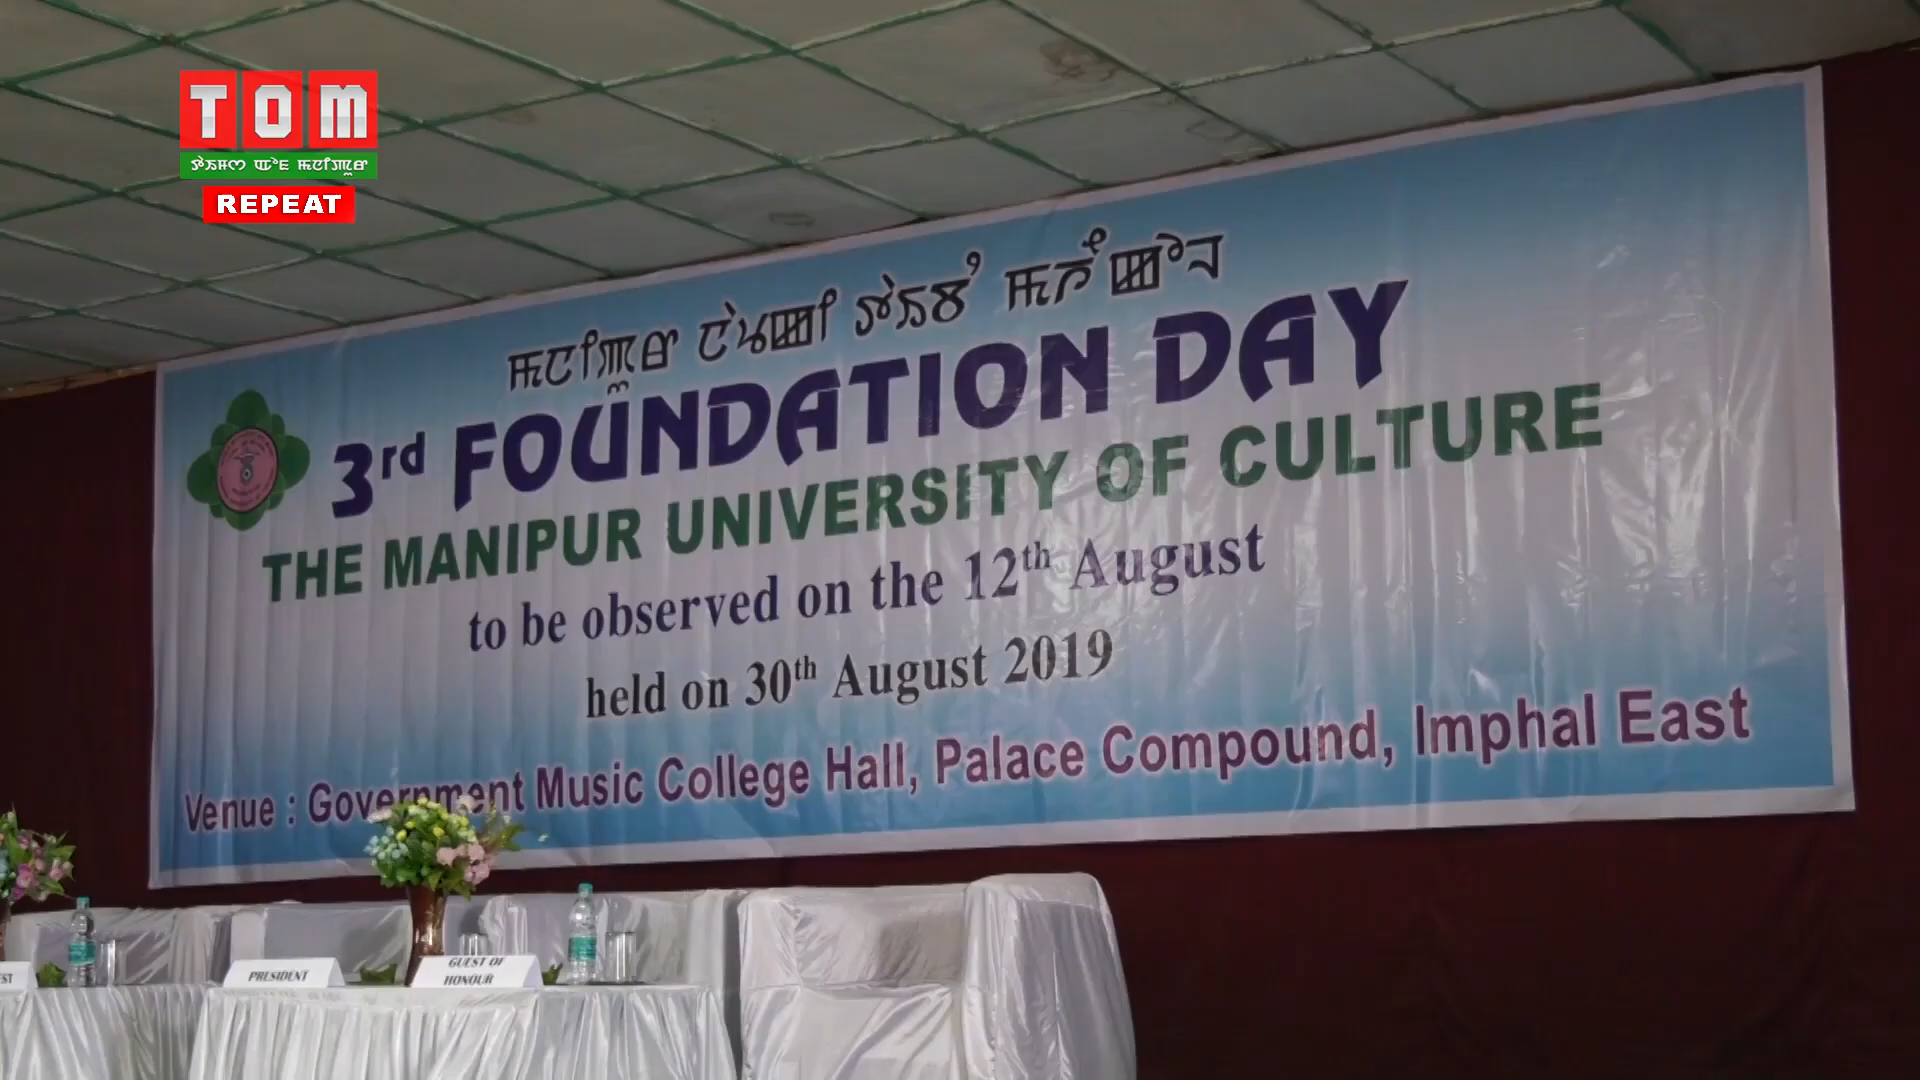 TOM
REPEAT
3rd FOUNDATION DAY
THE MANIPUR UNIVERSITY OF CULTURE
to be observed on the 12th August
held on 30th August 2019
Venue : Government Music College Hall, Palace Compound, Imphal East
PRESIDENT
GUEST OF
HONOUR